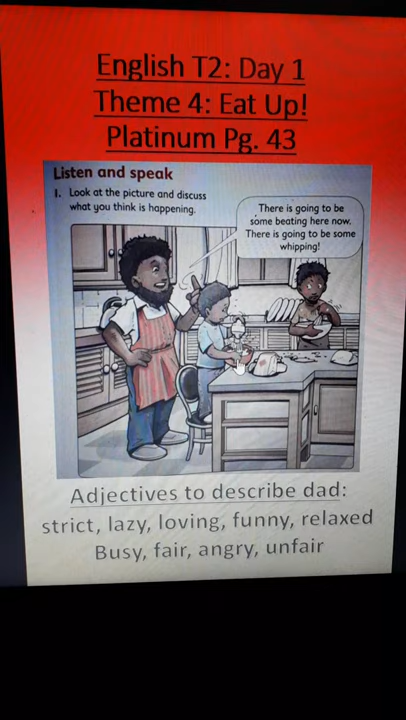 English T2: Day 1
Theme 4: Eat Up!
Platinum Pg. 43
Listen and speak
1. Look at the picture and discuss
what you think is happening.
There is going to be
some beating here now.
There is going to be some
whipping!
Adjectives to describe dad:
strict, lazy, loving, funny, relaxed
Busy, fair, angry, unfair